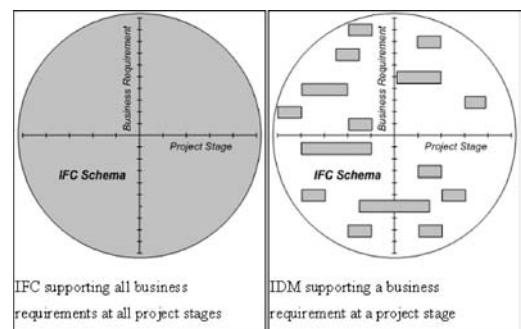 Business Requirement
Project Stage
IFC Schema
IFC supporting all business
requirements at all project stages
Business Requirement
Project Stage
IFC Schema
IDM supporting a business
requirement at a project stage